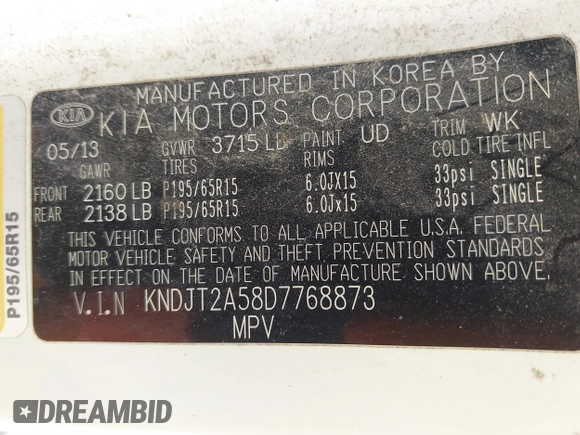 MANUFACTURED IN KOREA BY
KIA KIA MOTORS CORPORATION
05/13 GVWR 3715 LB PAINT UD TRIM WK
GAWR TIRES RIMS COLD TIRE INFL
FRONT 2160 LB P195/65R15 6.0JX15 33psi SINGLE
REAR 2138 LB P195/65R15 6.0Jx15 33psi SINGLE
THIS VEHICLE CONFORMS TO ALL APPLICABLE U.S.A. FEDERAL
MOTOR VEHICLE SAFETY AND THEFT PREVENTION STANDARDS
IN EFFECT ON THE DATE OF MANUFACTURE SHOWN ABOVE.
V.I.N KNDJT2A58D7768873
MPV
P195/65R15
DREAMBID